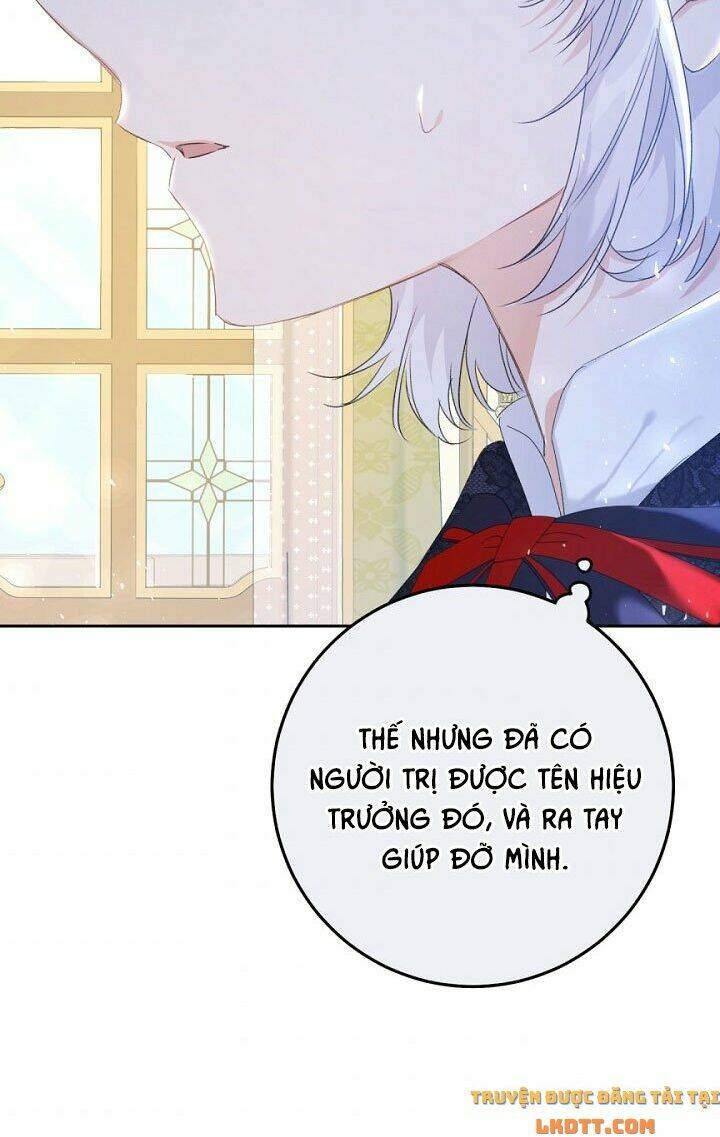 THẾ NHƯNG ĐÃ CÓ
NGƯỜI TRỊ ĐƯỢC TÊN HIỆU
TRƯỞNG ĐÓ, VÀ RA TAY
GIÚP ĐỠ MÌNH.
TRUYỆN ĐƯỢC ĐĂNG TẢI TẠI
LKDTT.COM